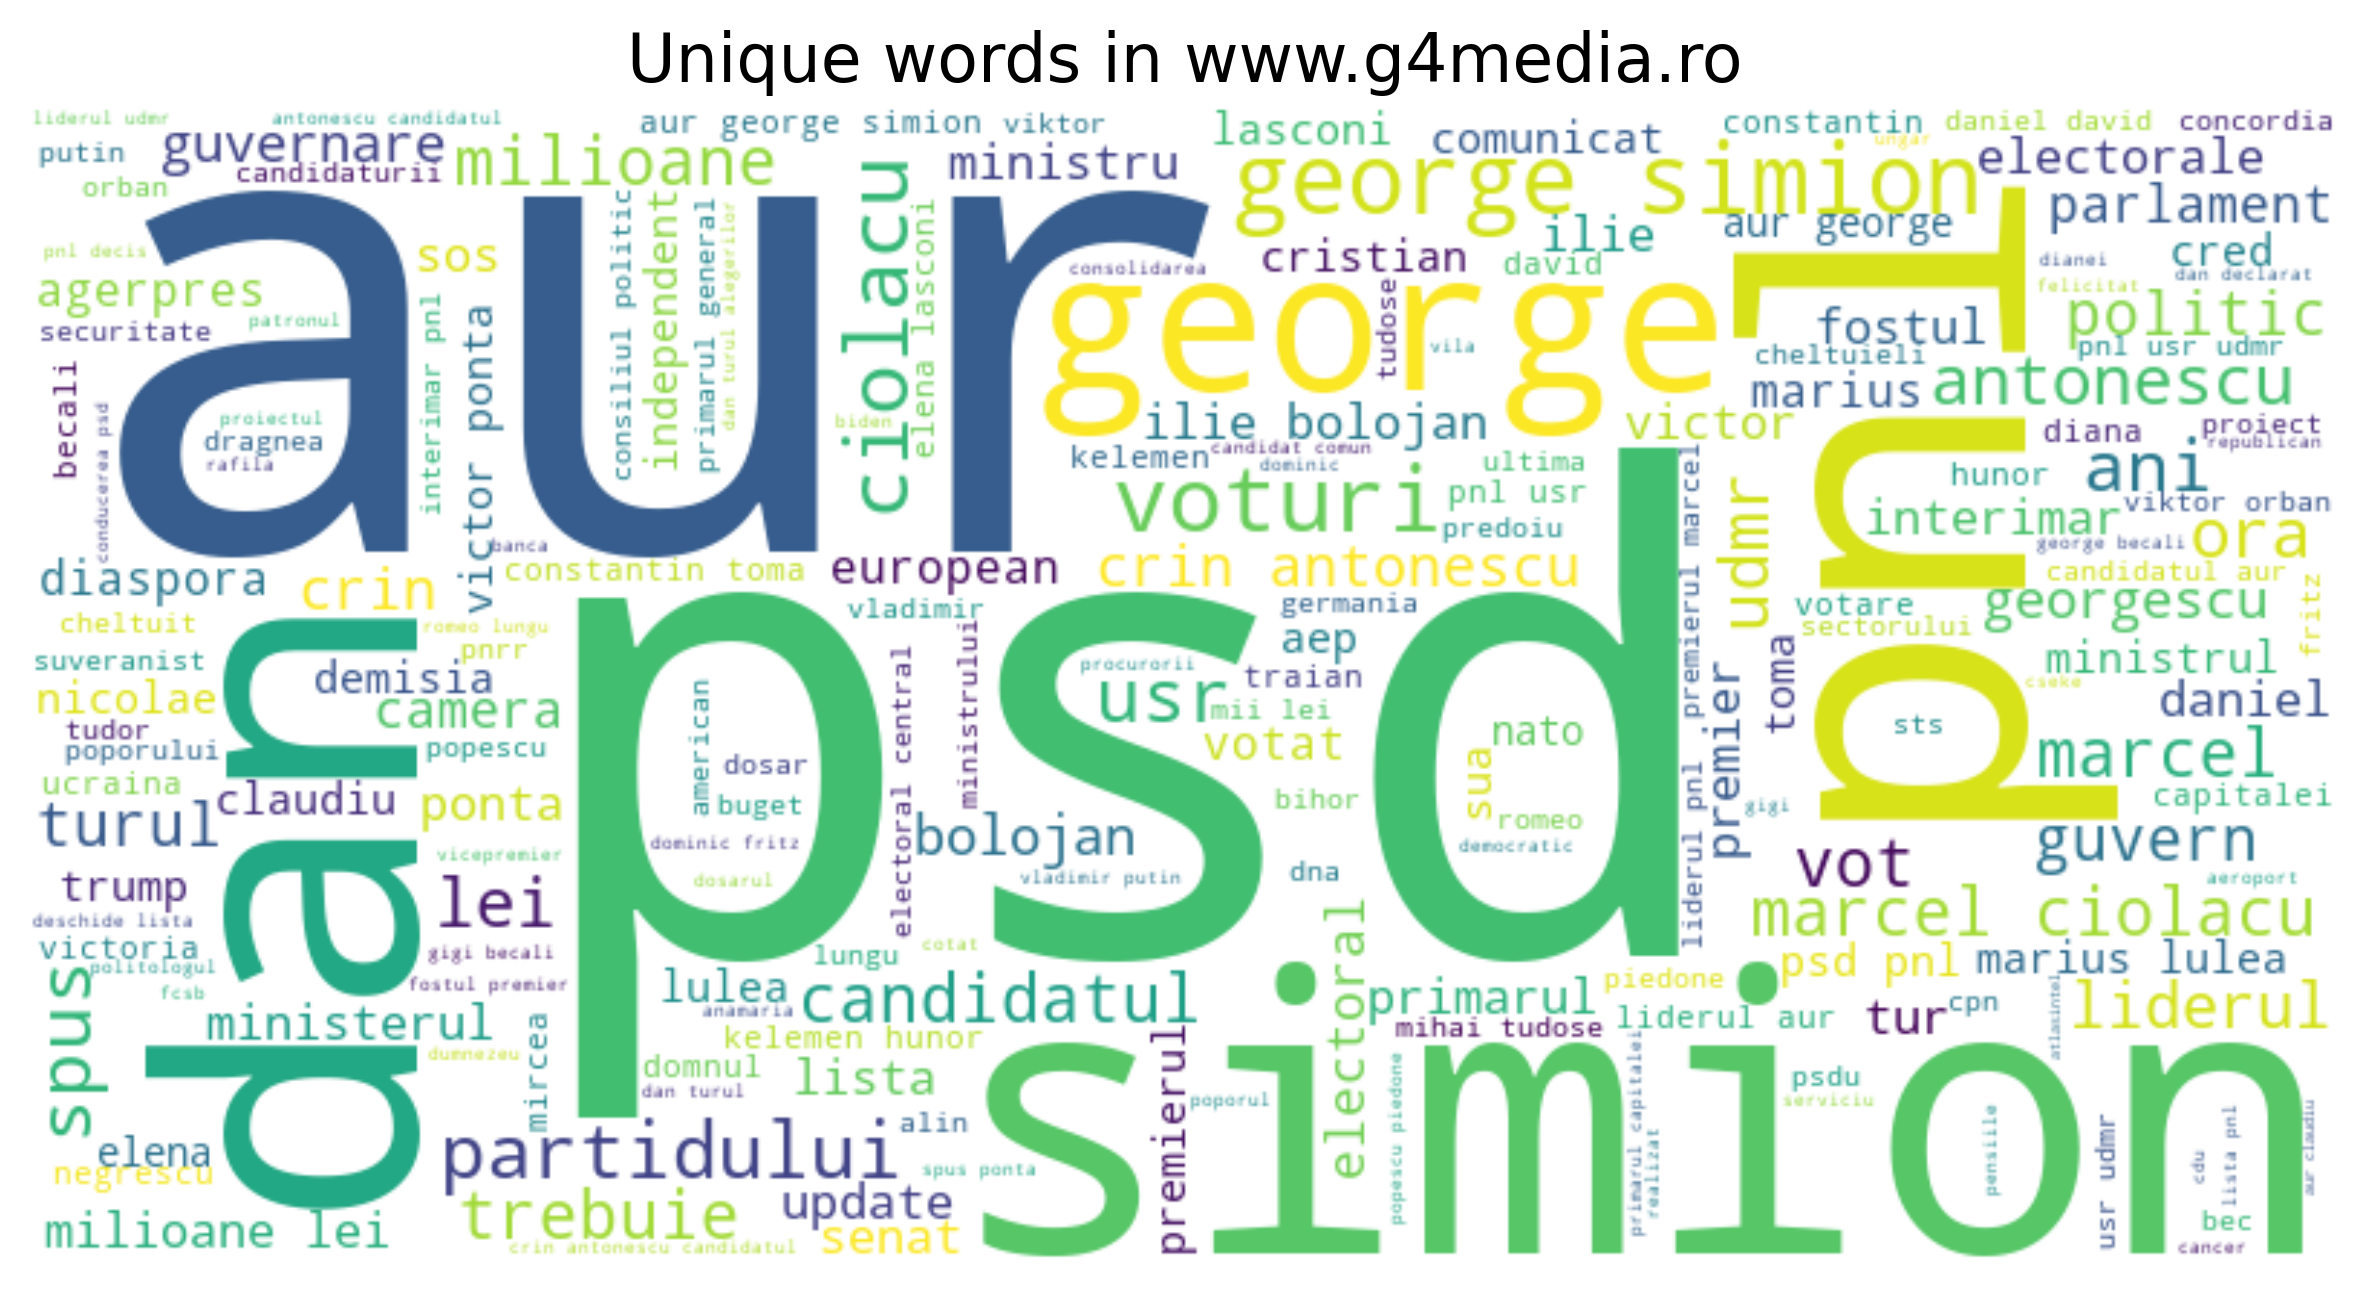 Unique words in www.g4media.ro
liderul udmr
antonescu candidatul
aur george simion
viktor
lasconi
comunicat
constantin
daniel david
concordia
putin
guvernare
milioane
ministru
george simion
ungar
electorale
orban
candidaturii
parlament
aur
ciolacu
consiliul politic
independent
primarul general
dan turul alegerilor
elena lasconi
ilie
aur george
cred
pnl decis
sos
consolidarea
cristian
david
dianei
dan declarat
agerpres
george
felicitat
politic
securitate
patronul
interimar pnl
victor ponta
tudose
vila
pnl
fostul
pnl usr udmr
cheltuieli
becali
marius
antonescu
conducerea psd
proiectul
dragnea
rafila
biden
ilie bolojan
victor
diana
proiect
republican
kelemen
candidat comun
dominic
ultima
hunor
ani
voturi
pnl usr
predoiu
udmr
interimar
viktor orban
ora
banca
george becali
diaspora
crin
constantin toma
european
crin antonescu
candidatul aur
vladimir
germania
votare
georgescu
fritz
cheltuit
romeo lungu
aep
sectorului
suveranist
pnrr
psd
procurorii
traian
liderul pnl
premierul marcel
toma
ministrul
cseke
nicolae
demisia
camera
usr
mii lei
daniel
tudor
dan
american
electoral central
ministrului
votat
nato
sts
poporului
popescu
dosar
sua
premier
marcel
ucraina
claudiu
ponta
buget
bihor
romeo
gigi
capitalei
turul
dominic fritz
bolojan
democratic
guvern
vicepremier
trump
lei
dosarul
vladimir putin
dna
vot
aeroport
deschide lista
marcel ciolacu
victoria
gigi becali
lungu
cotat
electoral
politologul
psd pnl
marius lulea
fcsb
fostul premier
lulea
candidatul
primarul
piedone
spus
anamaria
liderul aur
tur
cpn
liderul
ministerul
mircea
kelemen hunor
mihai tudose
atlasintel
dumnezeu
domnul
lista
simion
premierul
psdu
dan turul
poporul
popescu piedone
primarul capitalei
realizat
serviciu
partidului
alin
pensiile
usr udmr
cdu
lista pnl
aur claudiu
elena
negrescu
spus ponta
trebuie
update
senat
bec
milioane lei
crin antonescu candidatul
cancer